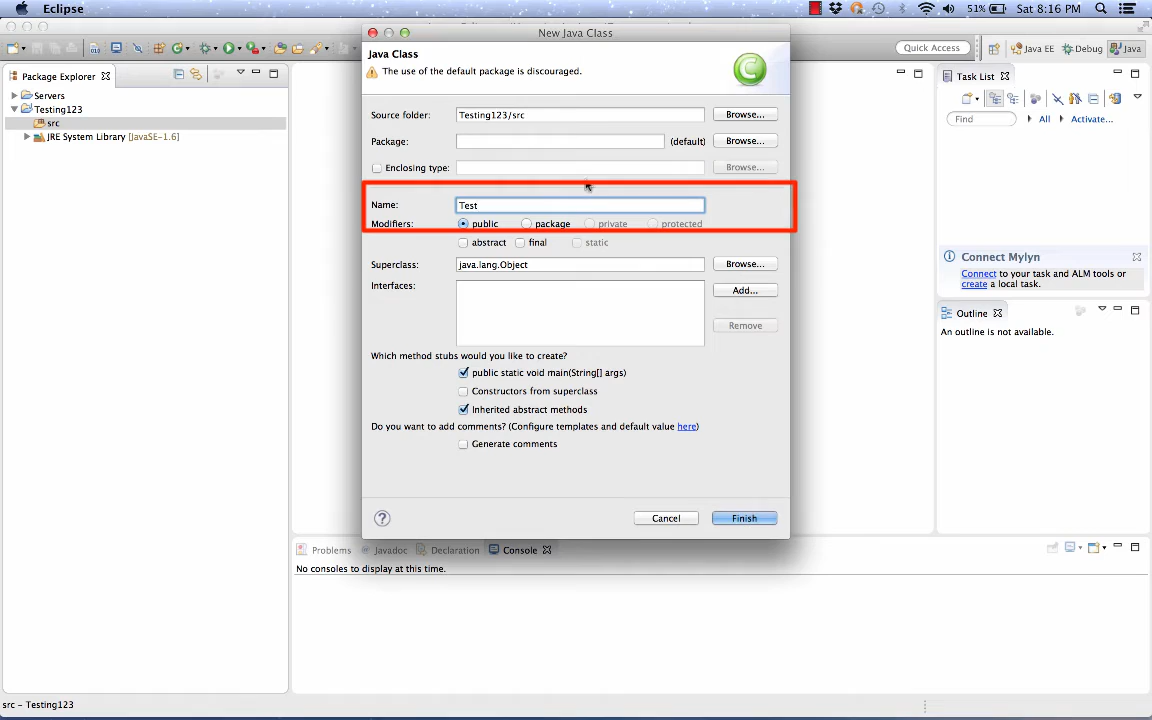 Eclipse 51% Sat 8:16 PM
New Java Class
Quick Access Java EE Debug Java
Java Class
The use of the default package is discouraged.
Package Explorer
Servers
Testing123
src
JRE System Library [JavaSE-1.6]
Source folder: Testing123/src Browse...
Package: (default) Browse...
Enclosing type: Browse...
Name: Test
Modifiers: public package private protected
abstract final static
Superclass: java.lang.Object Browse...
Interfaces: Add...
Remove
Which method stubs would you like to create?
public static void main(String[] args)
Constructors from superclass
Inherited abstract methods
Do you want to add comments? (Configure templates and default value here)
Generate comments
Cancel Finish
Task List
Find All Activate...
Connect Mylyn
Connect to your task and ALM tools or
create a local task.
Outline
An outline is not available.
Problems Javadoc Declaration Console
No consoles to display at this time.
src - Testing123